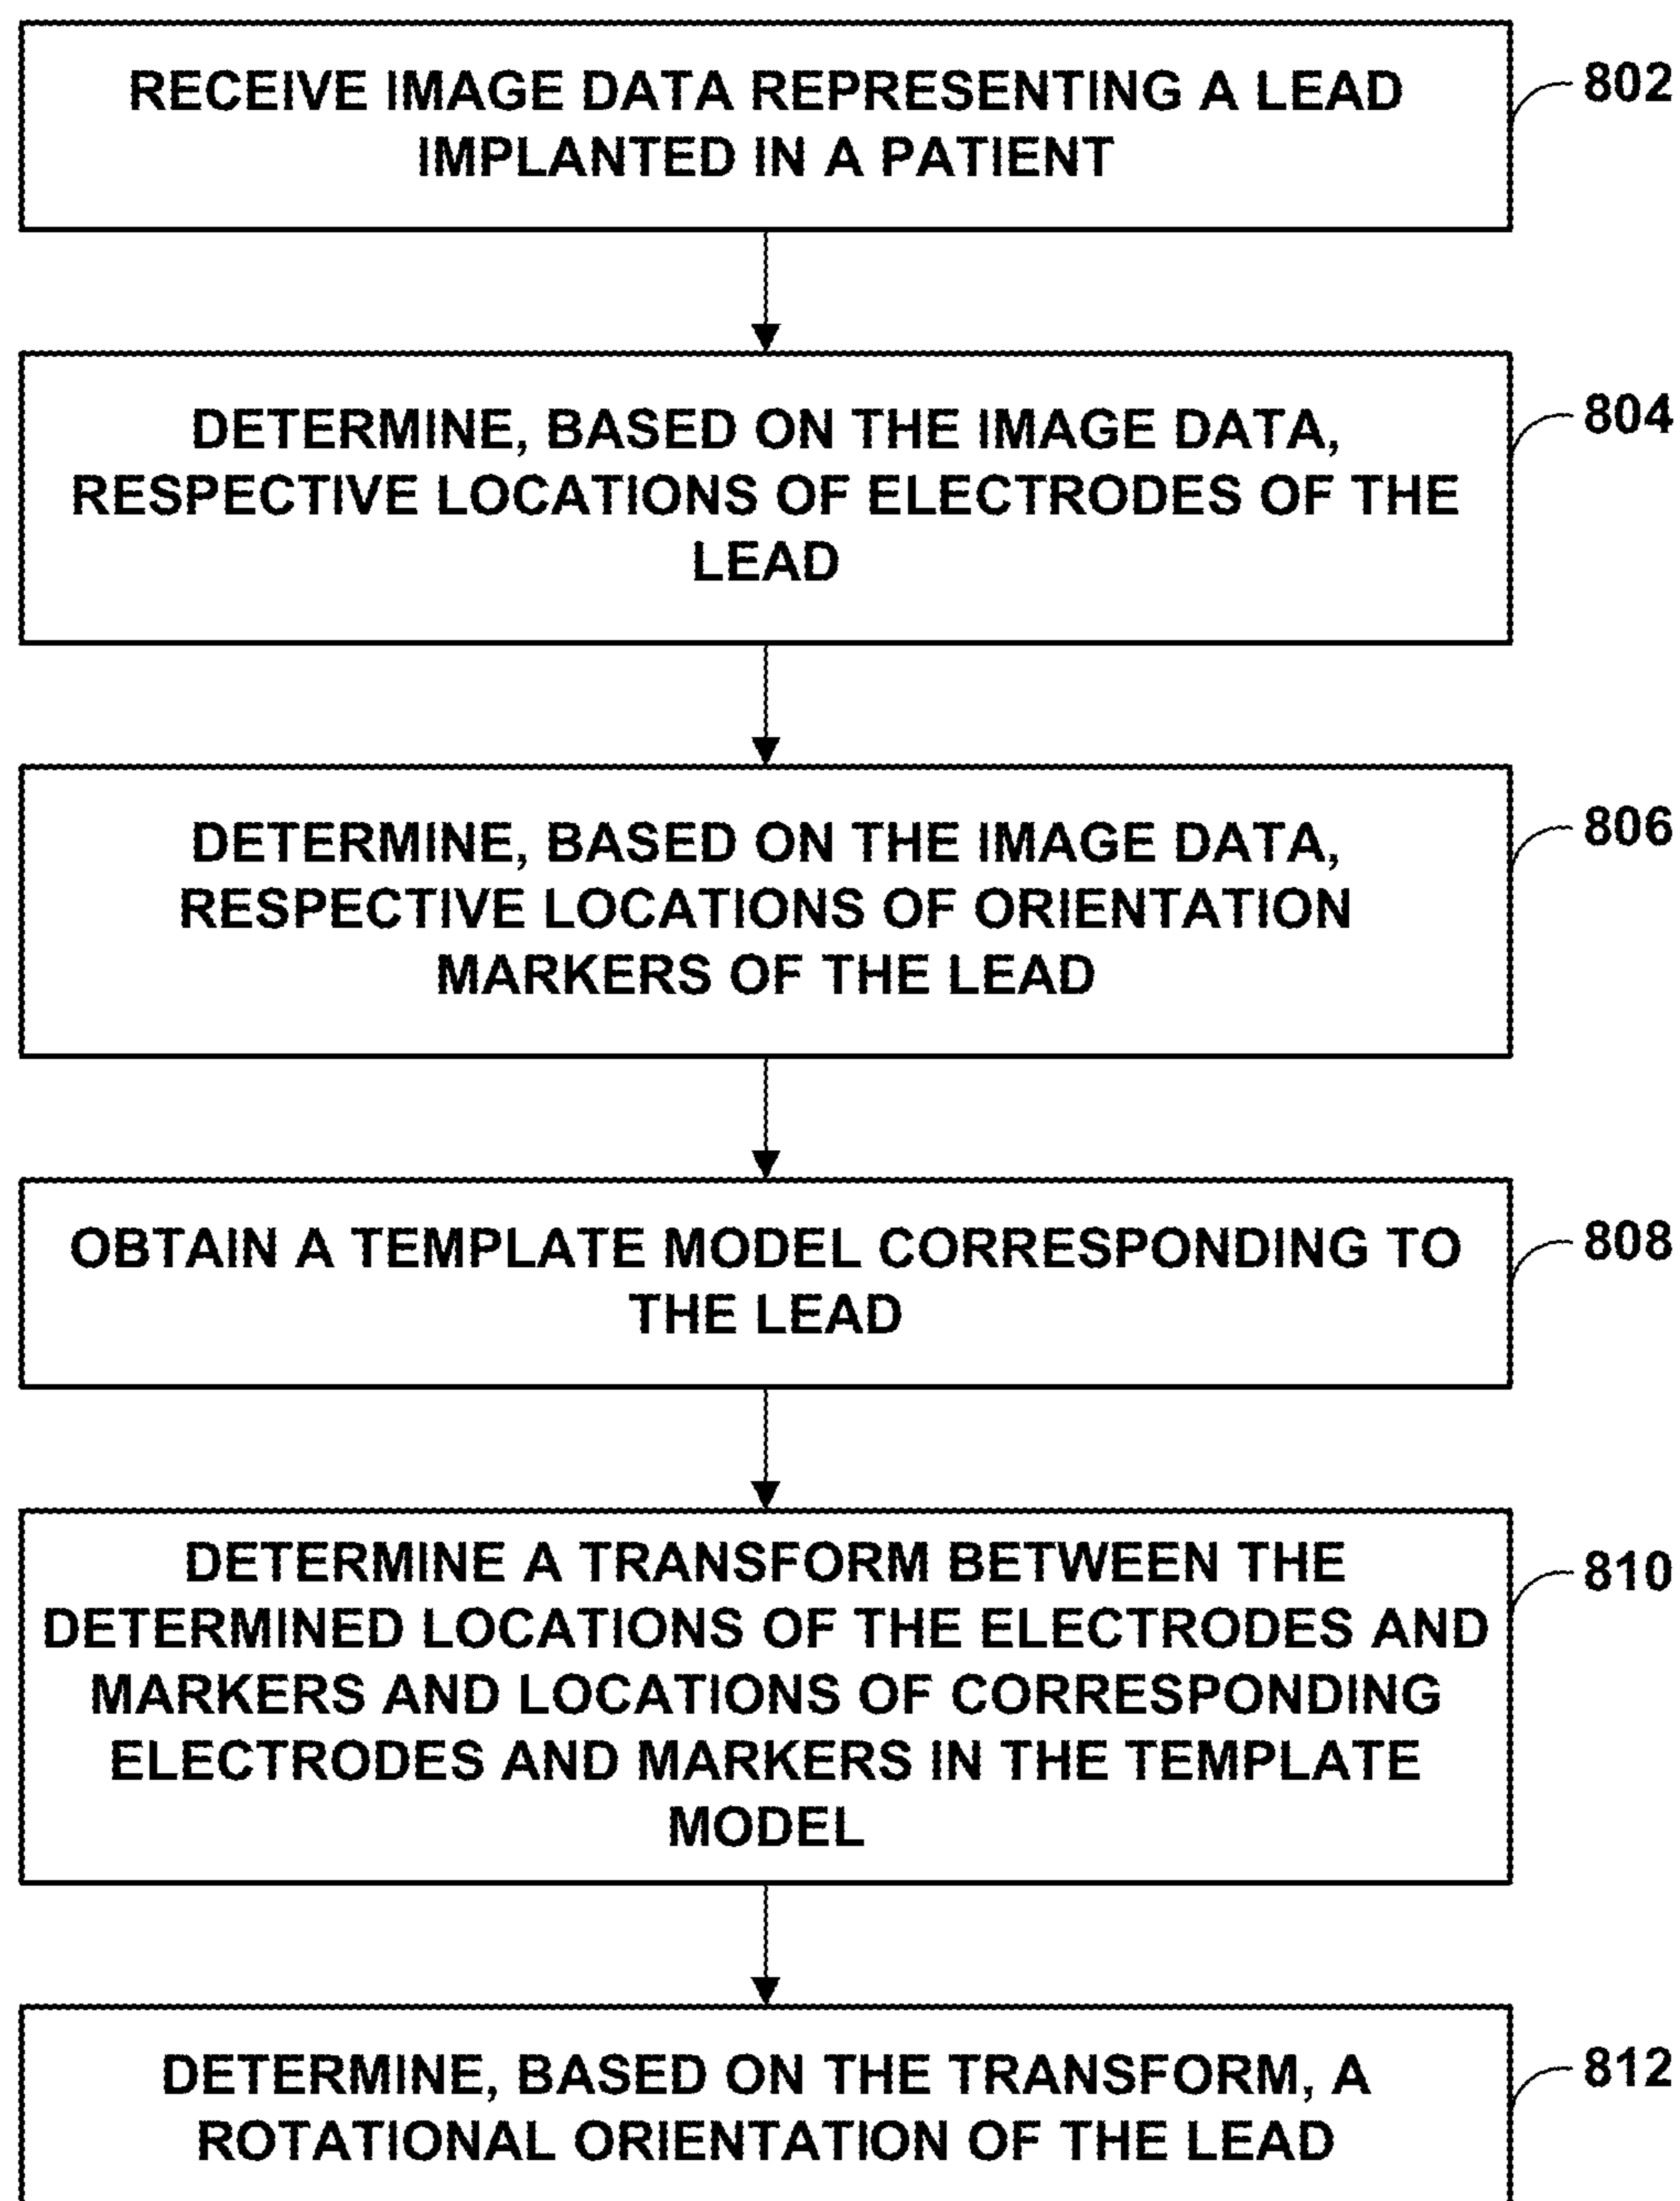 RECEIVE IMAGE DATA REPRESENTING A LEAD
IMPLANTED IN A PATIENT
802
DETERMINE, BASED ON THE IMAGE DATA,
RESPECTIVE LOCATIONS OF ELECTRODES OF THE
LEAD
804
DETERMINE, BASED ON THE IMAGE DATA,
RESPECTIVE LOCATIONS OF ORIENTATION
MARKERS OF THE LEAD
806
OBTAIN A TEMPLATE MODEL CORRESPONDING TO
THE LEAD
808
DETERMINE A TRANSFORM BETWEEN THE
DETERMINED LOCATIONS OF THE ELECTRODES AND
MARKERS AND LOCATIONS OF CORRESPONDING
ELECTRODES AND MARKERS IN THE TEMPLATE
MODEL
810
DETERMINE, BASED ON THE TRANSFORM, A
ROTATIONAL ORIENTATION OF THE LEAD
812